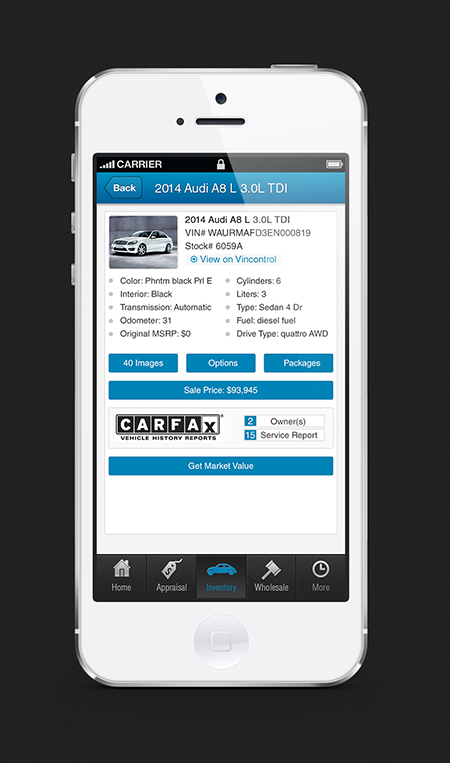 CARRIER
Back
2014 Audi A8 L 3.0L TDI
2014 Audi A8 L 3.0L TDI
VIN# WAURMAFD3EN000819
Stock# 6059A
View on Vincontrol
Color: Phntm black Prl E
Cylinders: 6
Interior: Black
Liters: 3
Transmission: Automatic
Type: Sedan 4 Dr
Odometer: 31
Fuel: diesel fuel
Original MSRP: $0
Drive Type: quattro AWD
40 Images
Options
Packages
Sale Price: $93,945
CARFAX®
VEHICLE HISTORY REPORTS
2 Owner(s)
15 Service Report
Get Market Value
Home
Appraisal
Inventory
Wholesale
More